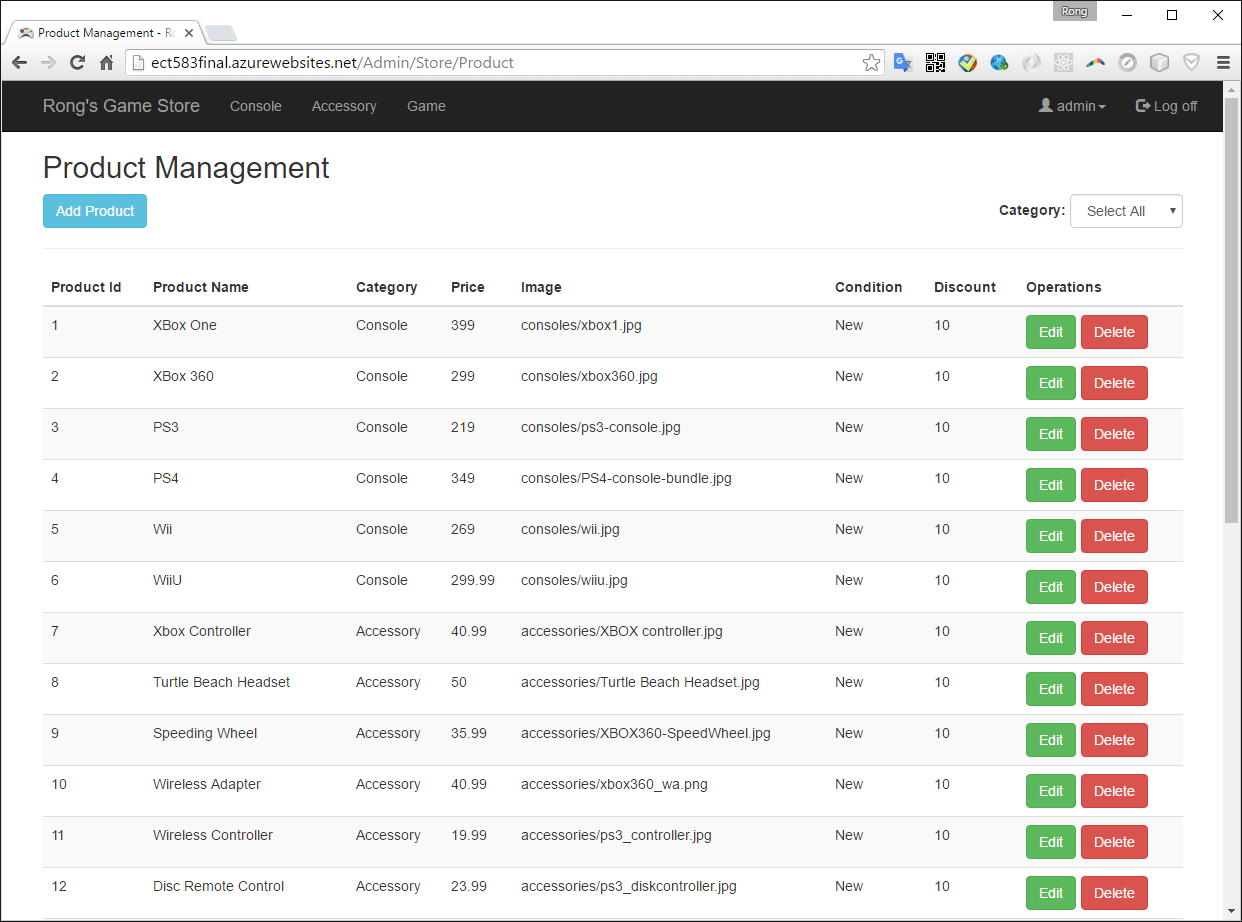 Rong
Product Management - Ro
ect583final.azurewebsites.net/Admin/Store/Product
Rong's Game Store Console Accessory Game admin Log off
Product Management
Add Product Category: Select All
Product Id Product Name Category Price Image Condition Discount Operations
1 XBox One Console 399 consoles/xbox1.jpg New 10 Edit Delete
2 XBox 360 Console 299 consoles/xbox360.jpg New 10 Edit Delete
3 PS3 Console 219 consoles/ps3-console.jpg New 10 Edit Delete
4 PS4 Console 349 consoles/PS4-console-bundle.jpg New 10 Edit Delete
5 Wii Console 269 consoles/wii.jpg New 10 Edit Delete
6 WiiU Console 299.99 consoles/wiiu.jpg New 10 Edit Delete
7 Xbox Controller Accessory 40.99 accessories/XBOX controller.jpg New 10 Edit Delete
8 Turtle Beach Headset Accessory 50 accessories/Turtle Beach Headset.jpg New 10 Edit Delete
9 Speeding Wheel Accessory 35.99 accessories/XBOX360-SpeedWheel.jpg New 10 Edit Delete
10 Wireless Adapter Accessory 40.99 accessories/xbox360_wa.png New 10 Edit Delete
11 Wireless Controller Accessory 19.99 accessories/ps3_controller.jpg New 10 Edit Delete
12 Disc Remote Control Accessory 23.99 accessories/ps3_diskcontroller.jpg New 10 Edit Delete